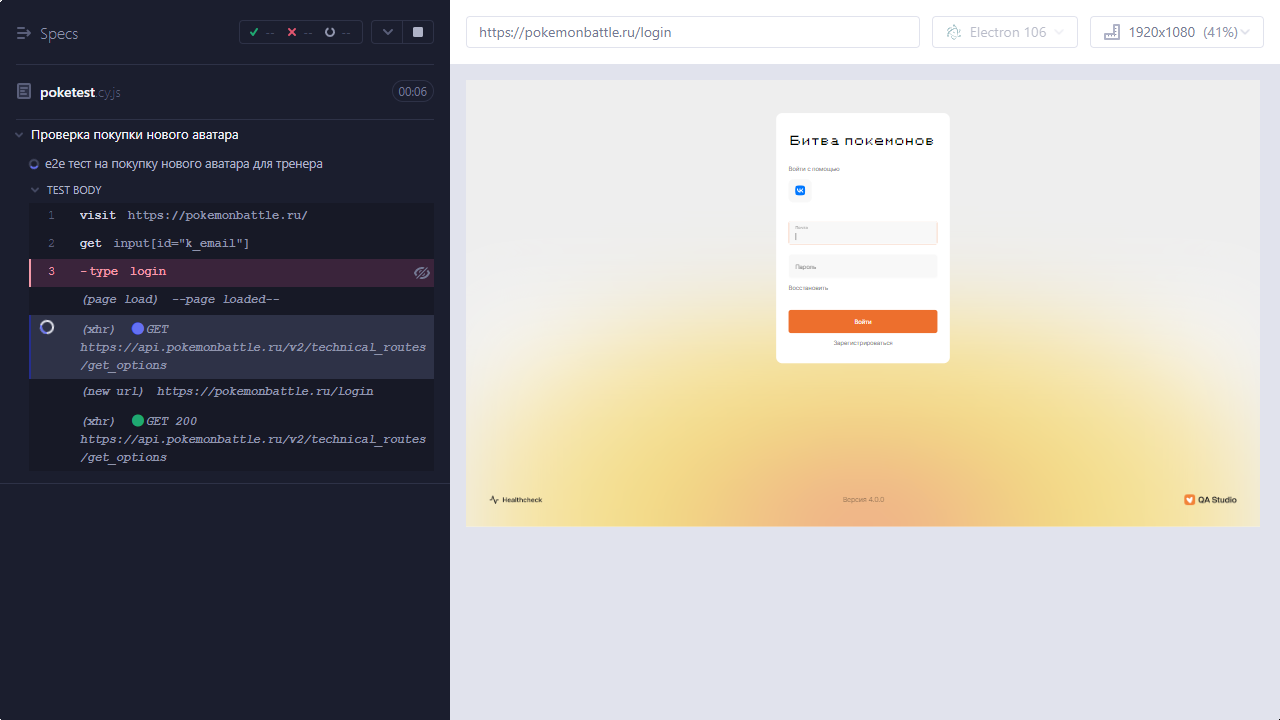 Specs
-- -- --
https://pokemonbattle.ru/login
Electron 106
1920x1080 (41%)
poketest.cy.js
00:06
Проверка покупки нового аватара
e2e тест на покупку нового аватара для тренера
TEST BODY
1 visit https://pokemonbattle.ru/
2 get input[id="k_email"]
3 -type login
(page load) --page loaded--
(xhr) GET
https://api.pokemonbattle.ru/v2/technical_routes
/get_options
(new url) https://pokemonbattle.ru/login
(xhr) GET 200
https://api.pokemonbattle.ru/v2/technical_routes
/get_options
Битва покемонов
Войти с помощью
Почта
Пароль
Восстановить
Войти
Зарегистрироваться
Healthcheck
Версия 4.0.0
QA Studio